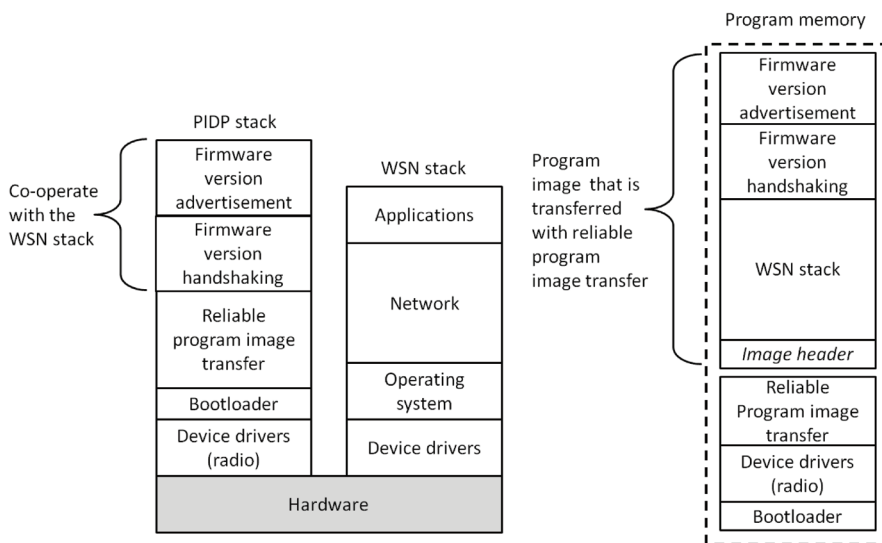 PIDP stack
Firmware
version
advertisement
Firmware
version
handshaking
Reliable
program image
transfer
Bootloader
Device drivers
(radio)
Co-operate
with the
WSN stack
WSN stack
Applications
Network
Operating
system
Device drivers
Hardware
Program
image that is
transferred
with reliable
program
image transfer
Program memory
Firmware
version
advertisement
Firmware
version
handshaking
WSN stack
Image header
Reliable
Program image
transfer
Device drivers
(radio)
Bootloader